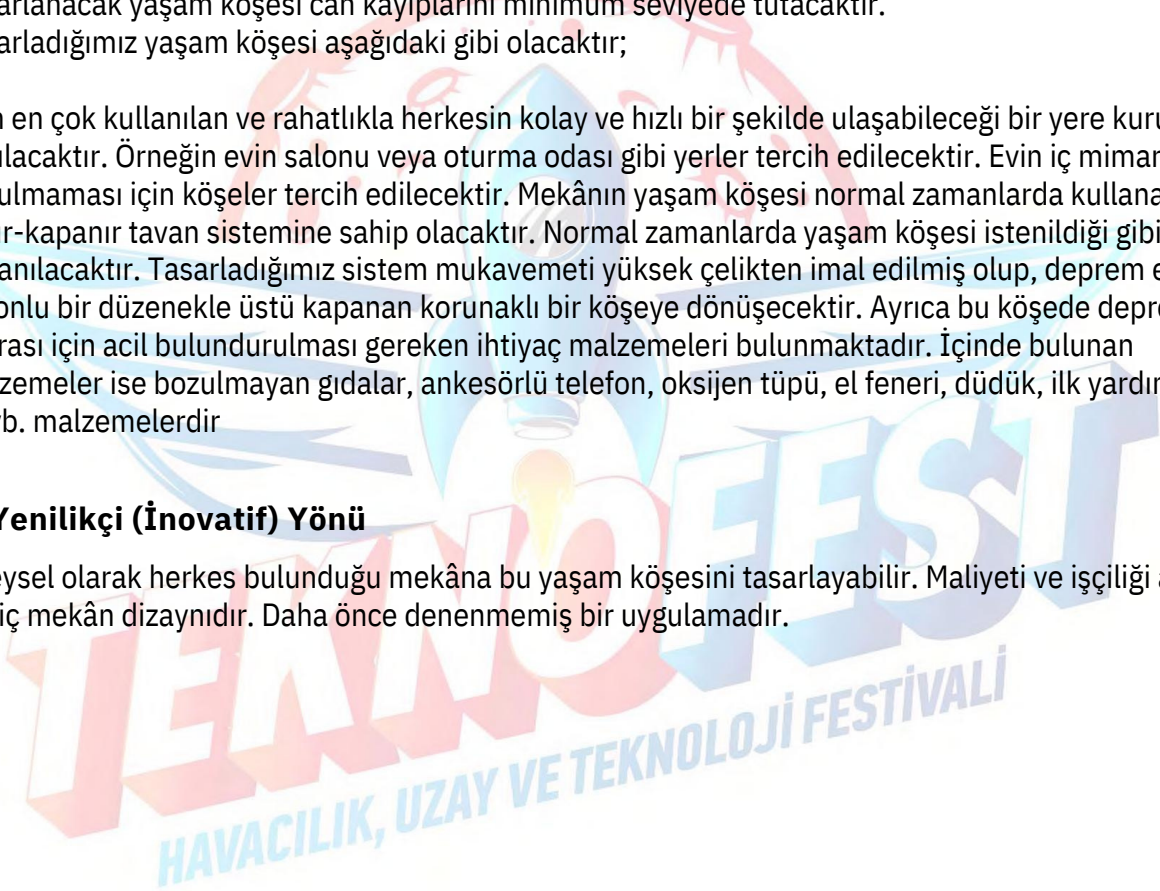 arlanacak yaşam köşesi can kayıplarını minimum seviyede tutacaktır.
arladığımız yaşam köşesi aşağıdaki gibi olacaktır;
n en çok kullanılan ve rahatlıkla herkesin kolay ve hızlı bir şekilde ulaşabileceği bir yere kuru
ulacaktır. Örneğin evin salonu veya oturma odası gibi yerler tercih edilecektir. Evin iç mimar
ulmaması için köşeler tercih edilecektir. Mekânın yaşam köşesi normal zamanlarda kullana
ır-kapanır tavan sistemine sahip olacaktır. Normal zamanlarda yaşam köşesi istenildiği gibi
anılacaktır. Tasarladığımız sistem mukavemeti yüksek çelikten imal edilmiş olup, deprem e
onlu bir düzenekle üstü kapanan korunaklı bir köşeye dönüşecektir. Ayrıca bu köşede depre
rası için acil bulundurulması gereken ihtiyaç malzemeleri bulunmaktadır. İçinde bulunan
zemeler ise bozulmayan gıdalar, ankesörlü telefon, oksijen tüpü, el feneri, düdük, ilk yardım
vb. malzemelerdir
Yenilikçi (İnovatif) Yönü
eysel olarak herkes bulunduğu mekâna bu yaşam köşesini tasarlayabilir. Maliyeti ve işçiliği a
iç mekân dizaynıdır. Daha önce denenmemiş bir uygulamadır.
TEKNOFEST
HAVACILIK, UZAY VE TEKNOLOJİ FESTİVALİ